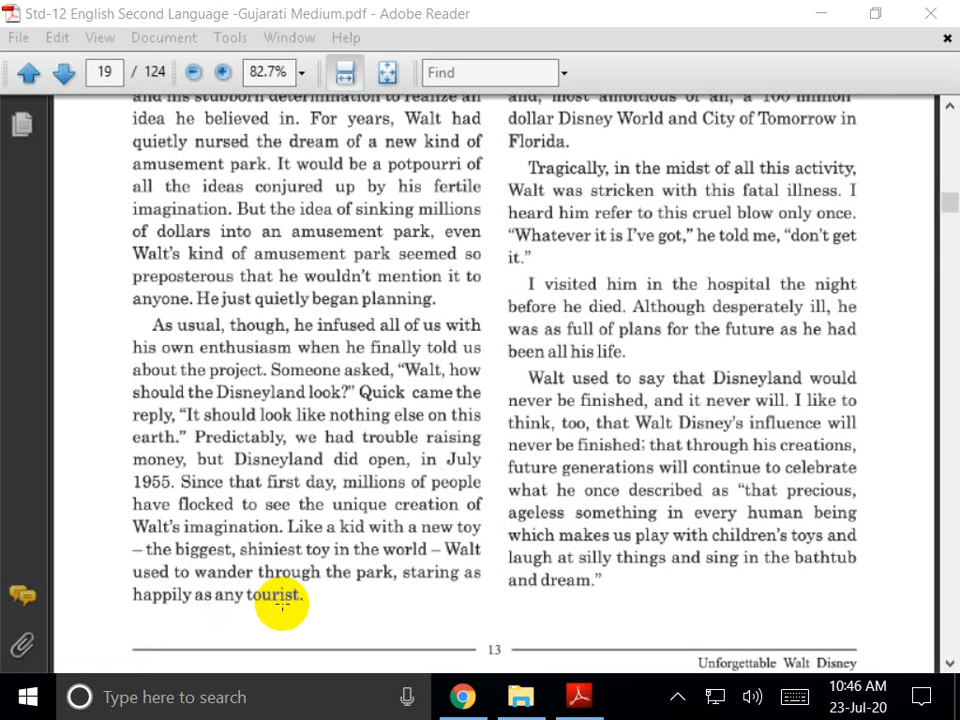 Std-12 English Second Language -Gujarati Medium.pdf - Adobe Reader
File Edit View Document Tools Window Help
19 / 124 82.7% Find
and his stubborn determination to realize an
idea he believed in. For years, Walt had
quietly nursed the dream of a new kind of
amusement park. It would be a potpourri of
all the ideas conjured up by his fertile
imagination. But the idea of sinking millions
of dollars into an amusement park, even
Walt's kind of amusement park seemed so
preposterous that he wouldn't mention it to
anyone. He just quietly began planning.
As usual, though, he infused all of us with
his own enthusiasm when he finally told us
about the project. Someone asked, "Walt, how
should the Disneyland look?" Quick came the
reply, "It should look like nothing else on this
earth." Predictably, we had trouble raising
money, but Disneyland did open, in July
1955. Since that first day, millions of people
have flocked to see the unique creation of
Walt's imagination. Like a kid with a new toy
– the biggest, shiniest toy in the world – Walt
used to wander through the park, staring as
happily as any tourist.
and, most ambitious of all, a 100 million
dollar Disney World and City of Tomorrow in
Florida.
Tragically, in the midst of all this activity,
Walt was stricken with this fatal illness. I
heard him refer to this cruel blow only once.
"Whatever it is I've got," he told me, "don't get
it."
I visited him in the hospital the night
before he died. Although desperately ill, he
was as full of plans for the future as he had
been all his life.
Walt used to say that Disneyland would
never be finished, and it never will. I like to
think, too, that Walt Disney's influence will
never be finished; that through his creations,
future generations will continue to celebrate
what he once described as "that precious,
ageless something in every human being
which makes us play with children's toys and
laugh at silly things and sing in the bathtub
and dream."
13
Unforgettable Walt Disney
Type here to search
10:46 AM
23-Jul-20